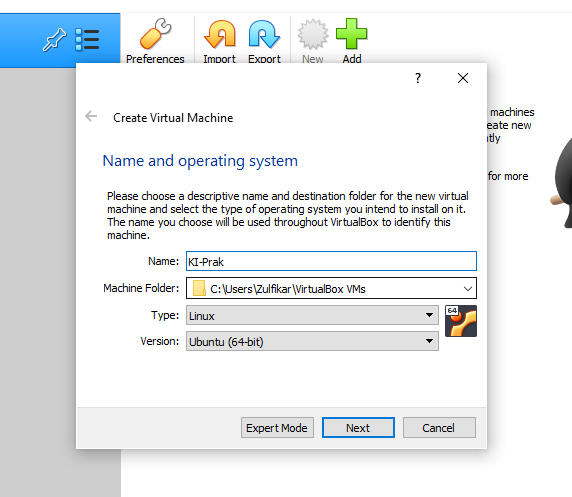 Preferences
Import
Export
New
Add
?
Create Virtual Machine
machines
eate new
tly
for more
Name and operating system
Please choose a descriptive name and destination folder for the new virtual
machine and select the type of operating system you intend to install on it.
The name you choose will be used throughout VirtualBox to identify this
machine.
Name: KI-Prak
Machine Folder: C:\Users\Zulfikar\VirtualBox VMs
Type: Linux
64
Version: Ubuntu (64-bit)
Expert Mode
Next
Cancel